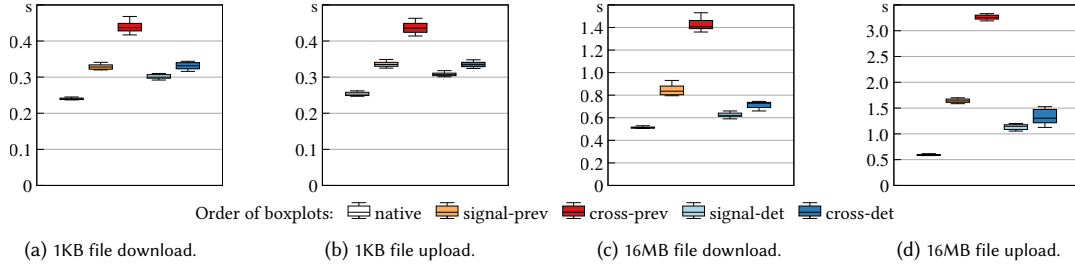 s
0.4
0.3
0.2
0.1
0
s
0.4
0.3
0.2
0.1
0
s
1.4
1.2
1.0
0.8
0.6
0.4
0.2
0
s
3.0
2.5
2.0
1.5
1.0
0.5
0
Order of boxplots: native signal-prev cross-prev signal-det cross-det
(a) 1KB file download.
(b) 1KB file upload.
(c) 16MB file download.
(d) 16MB file upload.